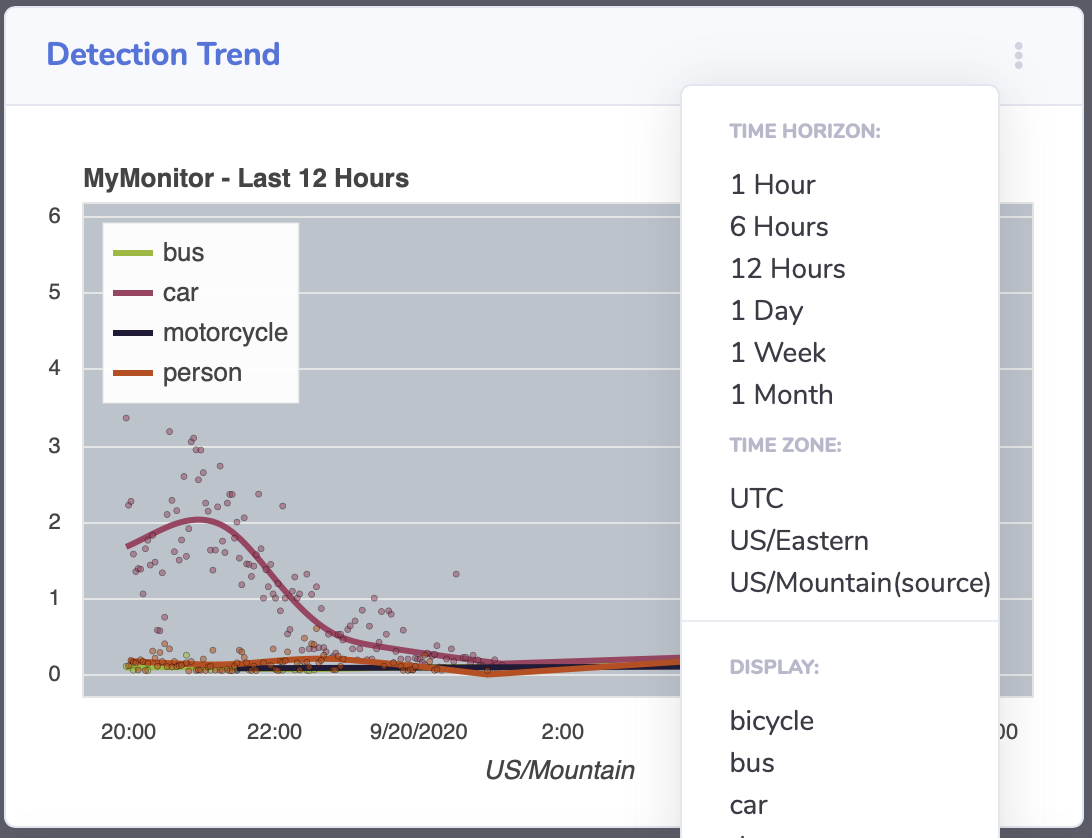 Detection Trend
MyMonitor - Last 12 Hours
6
5
4
3
2
1
0
bus
car
motorcycle
person
20:00
22:00
9/20/2020
2:00
00
US/Mountain
TIME HORIZON:
1 Hour
6 Hours
12 Hours
1 Day
1 Week
1 Month
TIME ZONE:
UTC
US/Eastern
US/Mountain(source)
DISPLAY:
bicycle
bus
car